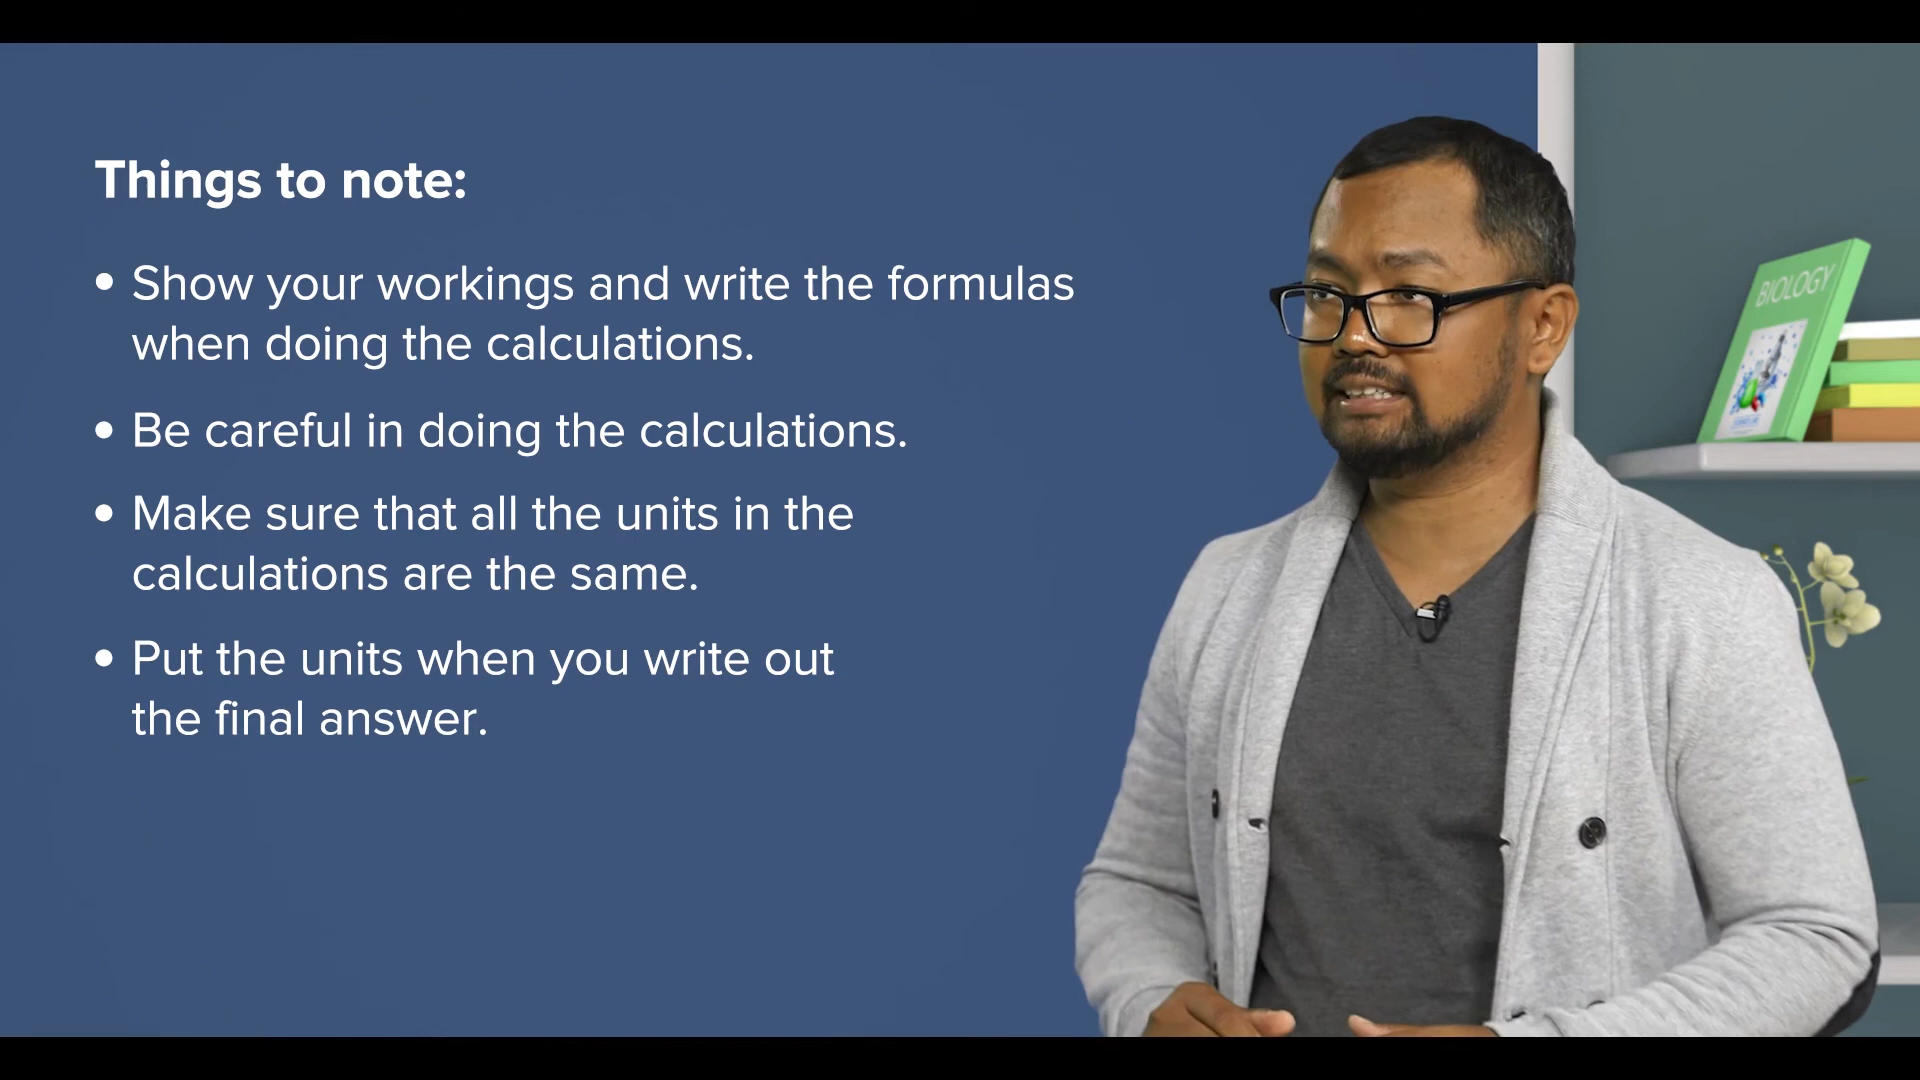 Things to note:
• Show your workings and write the formulas
when doing the calculations.
• Be careful in doing the calculations.
• Make sure that all the units in the
calculations are the same.
• Put the units when you write out
the final answer.
BIOLOGY